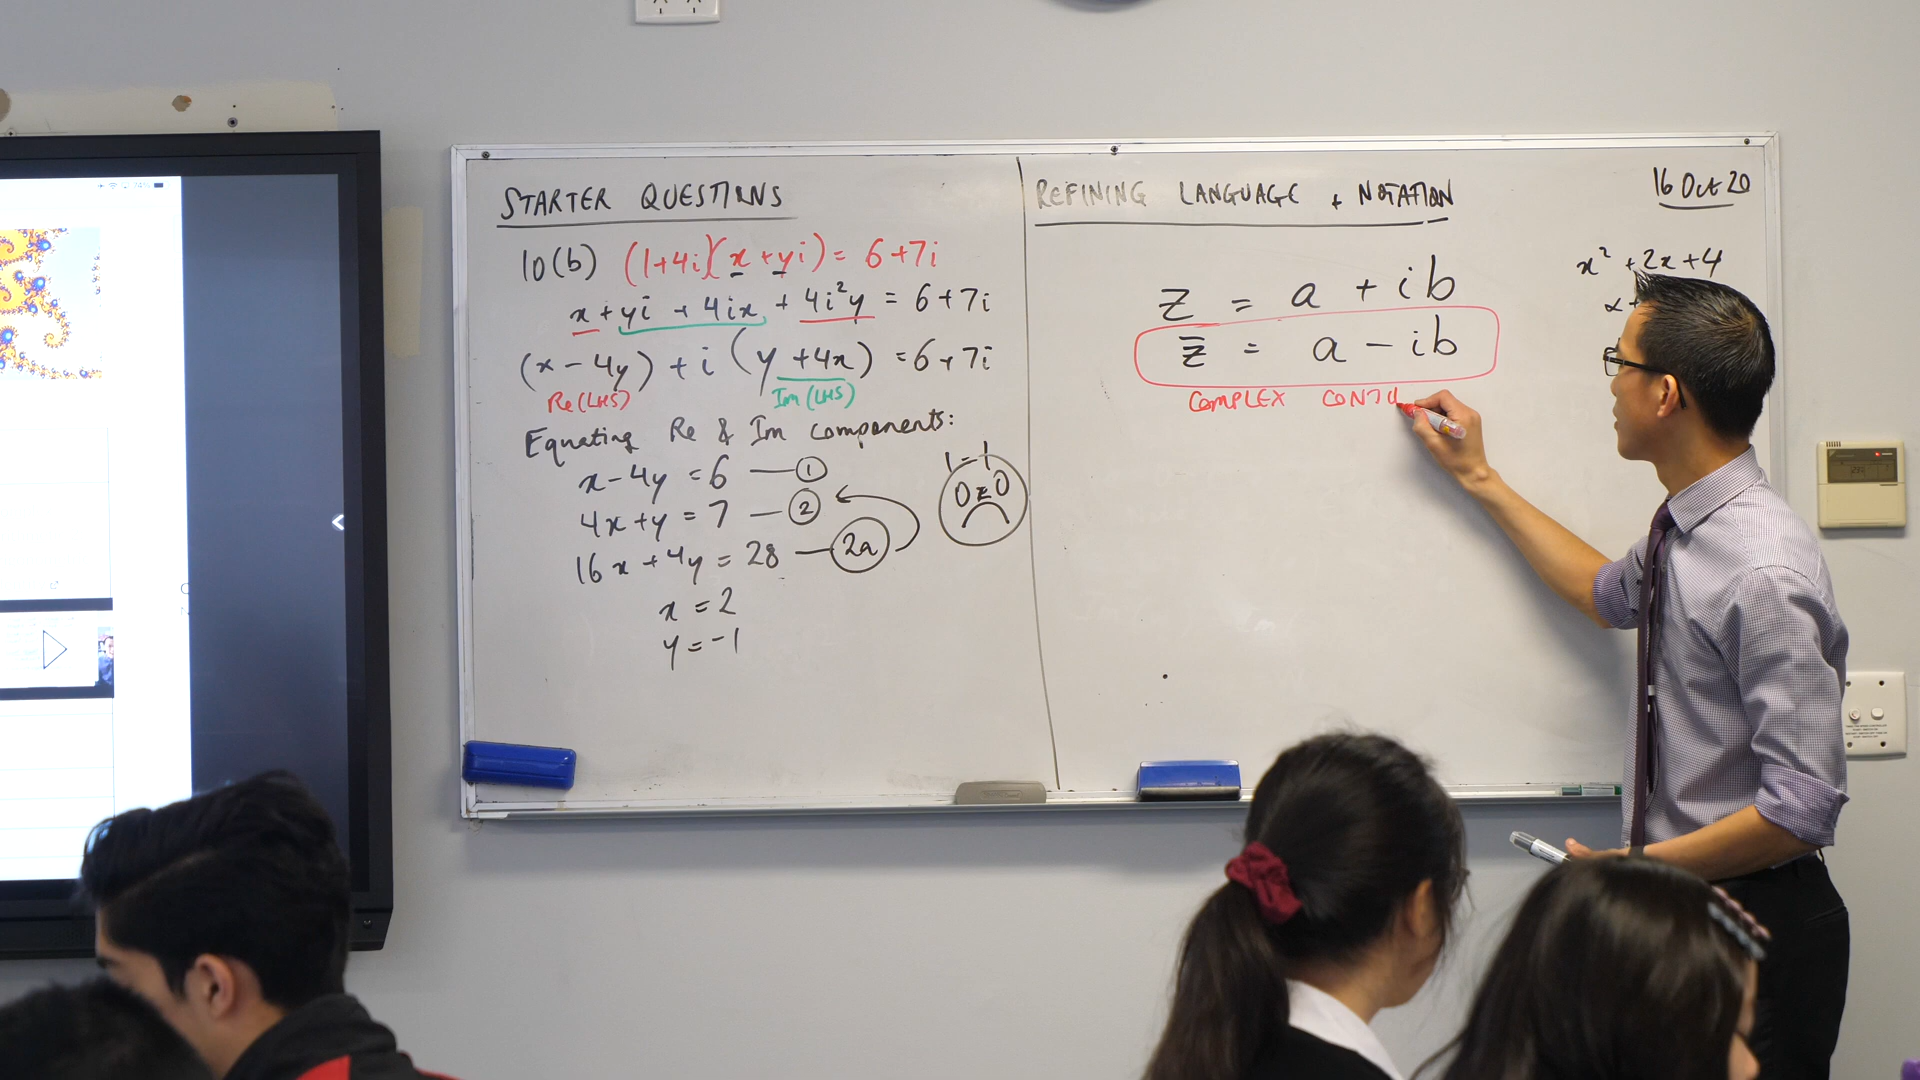 STARTER QUESTIONS
10(b) (1+4i)(x+yi) = 6+7i
x+yi + 4ix + 4i²y = 6+7i
(x-4y) + i(y+4x) = 6+7i
Re(LHS) Im(LHS)
Equating Re & Im components:
x-4y = 6 — ①
4x+y = 7 — ②
16x+4y = 28 — 2a
x = 2
y = -1
1=1
0=0
REFINING LANGUAGE + NOTATION
16 Oct 20
z = a + ib
z̄ = a - ib
COMPLEX CONJU
x² + 2x + 4
α+